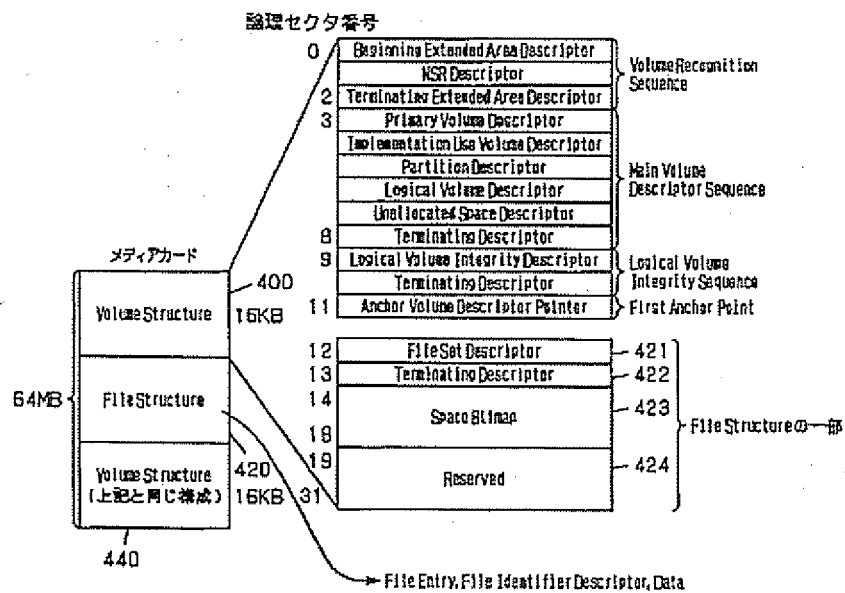 論理セクタ番号
0
Beginning Extended Area Descriptor
NSR Descriptor
2
Terminating Extended Area Descriptor
Volume Recognition
Sequence
3
Primary Volume Descriptor
Implementation Use Volume Descriptor
Partition Descriptor
Logical Volume Descriptor
Unallocated Space Descriptor
8
Terminating Descriptor
Main Volume
Descriptor Sequence
9
Logical Volume Integrity Descriptor
Terminating Descriptor
Logical Volume
Integrity Sequence
11
Anchor Volume Descriptor Pointer
First Anchor Point
メディアカード
400
Volume Structure
16KB
64MB
File Structure
420
Volume Structure
(上記と同じ構成)
16KB
440
12
File Set Descriptor
421
13
Terminating Descriptor
422
14
Space Bitmap
423
18
19
Reserved
424
31
File Structureの一部
File Entry, File Identifier Descriptor, Data